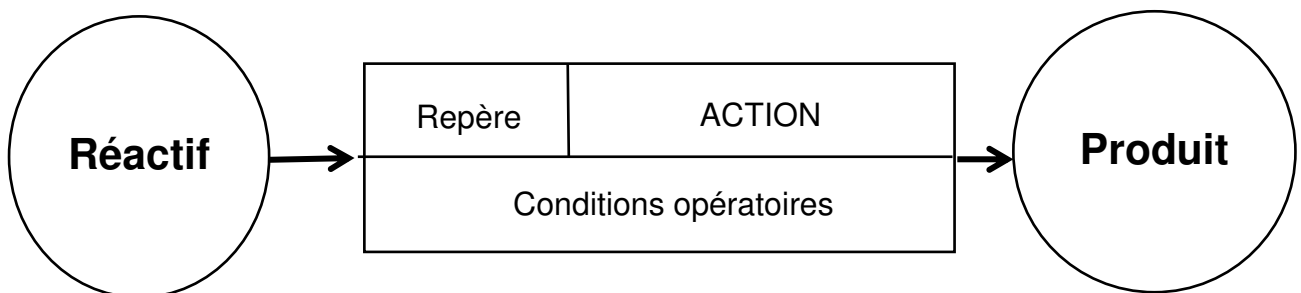 Réactif
Repère
ACTION
Conditions opératoires
Produit